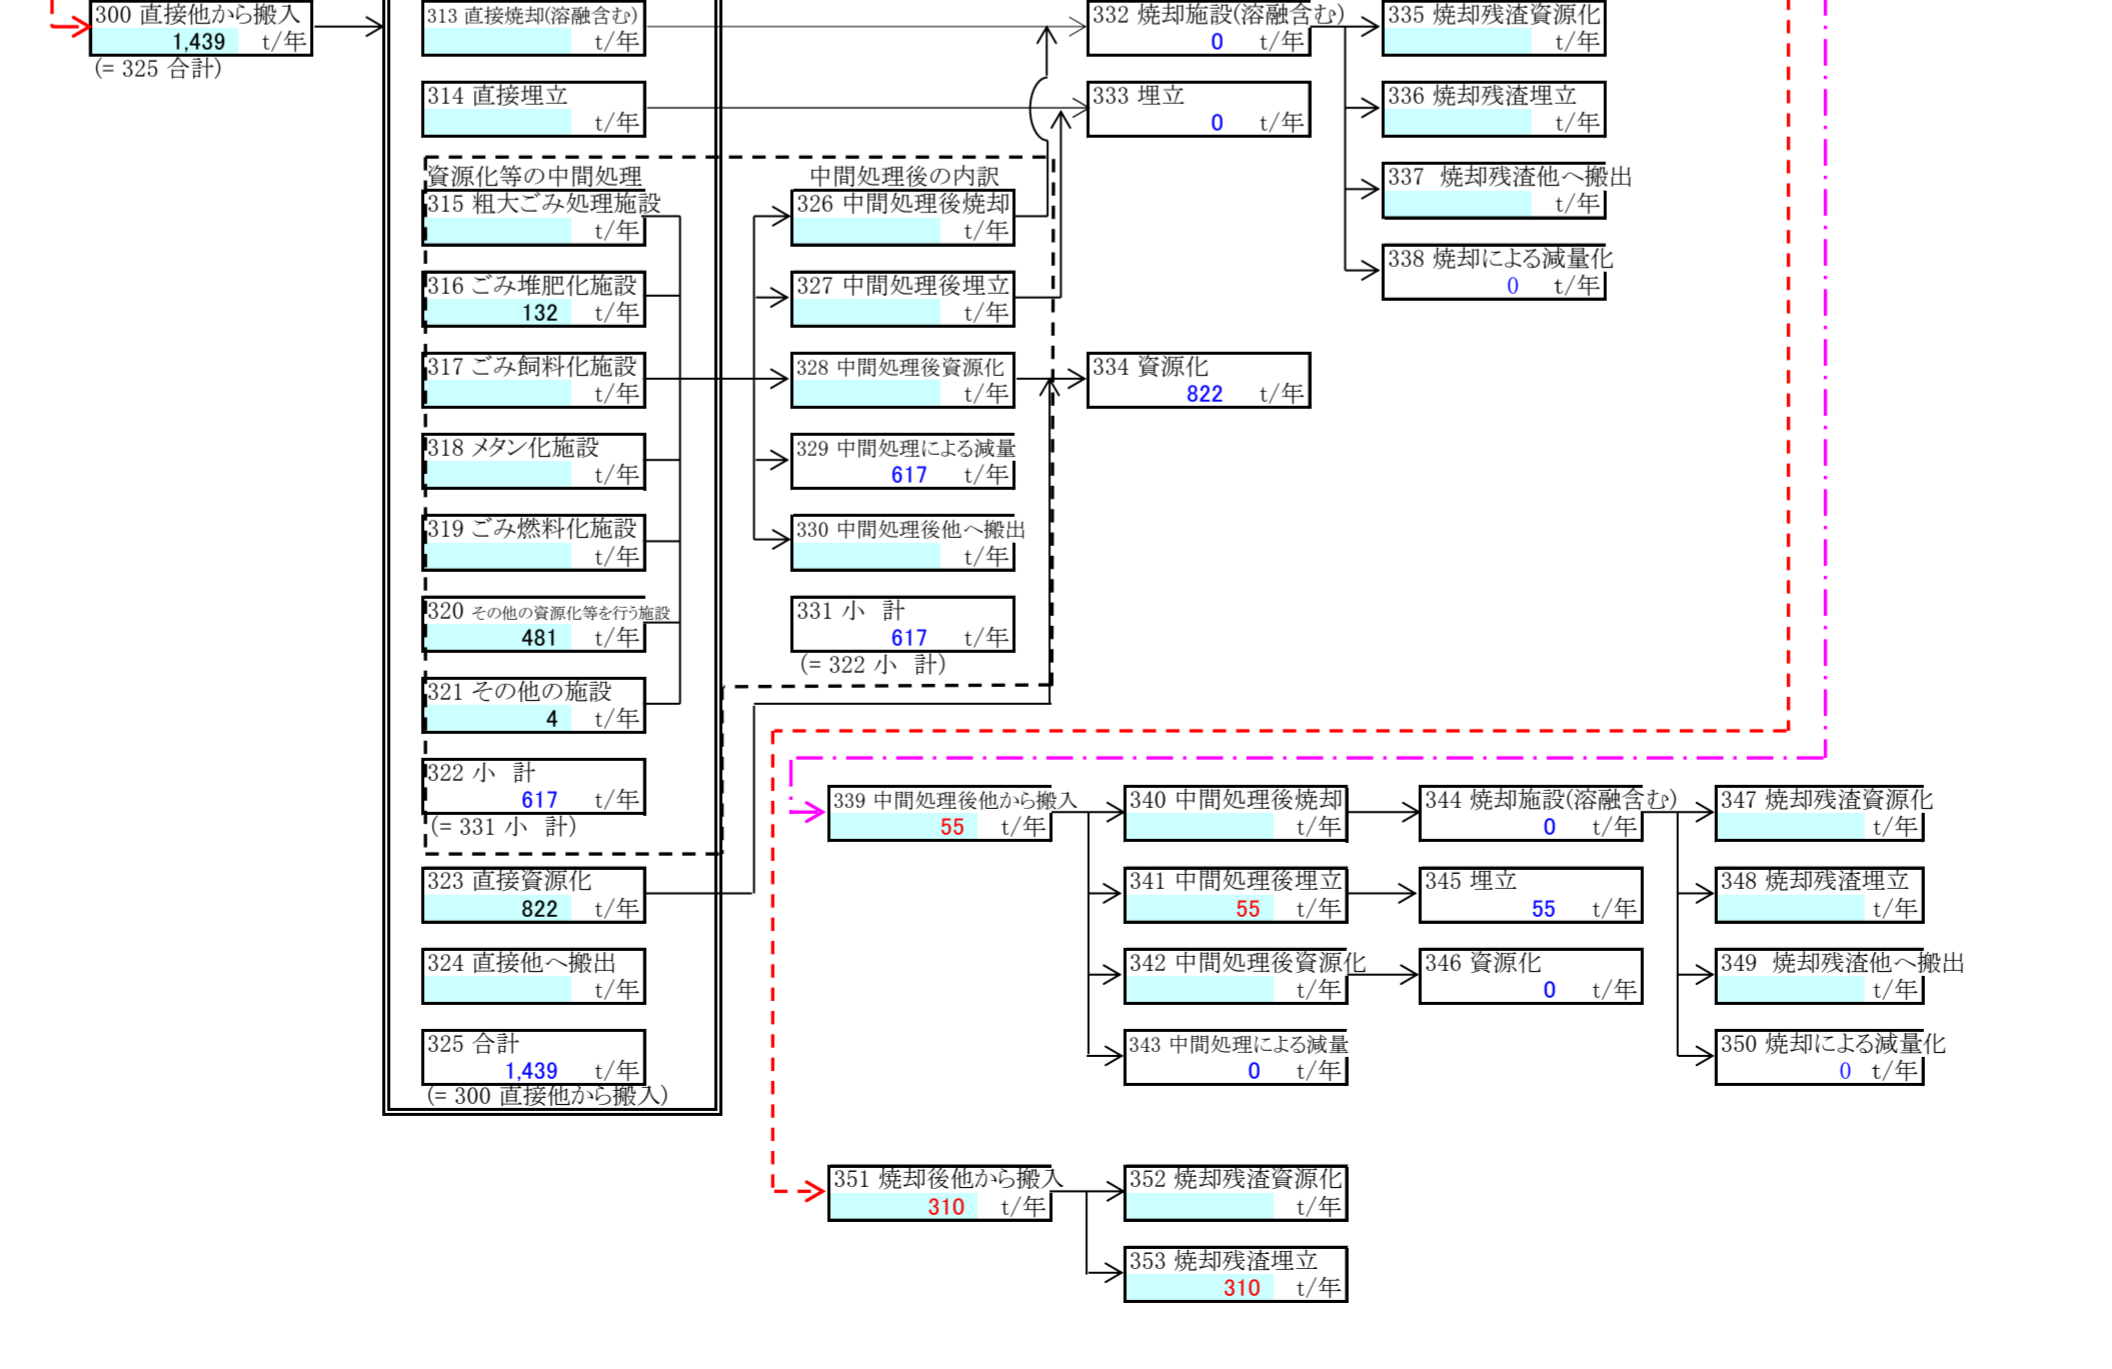 300 直接他から搬入
1,439 t/年
(= 325 合計)
313 直接焼却(溶融含む)
t/年
314 直接埋立
t/年
資源化等の中間処理
315 粗大ごみ処理施設
t/年
316 ごみ堆肥化施設
132 t/年
317 ごみ飼料化施設
t/年
318 メタン化施設
t/年
319 ごみ燃料化施設
t/年
320 その他の資源化等を行う施設
481 t/年
321 その他の施設
4 t/年
322 小 計
617 t/年
(= 331 小 計)
323 直接資源化
822 t/年
324 直接他へ搬出
t/年
325 合計
1,439 t/年
(= 300 直接他から搬入)
中間処理後の内訳
326 中間処理後焼却
t/年
327 中間処理後埋立
t/年
328 中間処理後資源化
t/年
329 中間処理による減量
617 t/年
330 中間処理後他へ搬出
t/年
331 小 計
617 t/年
(= 322 小 計)
332 焼却施設(溶融含む)
0 t/年
333 埋立
0 t/年
334 資源化
822 t/年
335 焼却残渣資源化
t/年
336 焼却残渣埋立
t/年
337 焼却残渣他へ搬出
t/年
338 焼却による減量化
0 t/年
339 中間処理後他から搬入
55 t/年
340 中間処理後焼却
t/年
341 中間処理後埋立
55 t/年
342 中間処理後資源化
t/年
343 中間処理による減量
0 t/年
344 焼却施設(溶融含む)
0 t/年
345 埋立
55 t/年
346 資源化
0 t/年
347 焼却残渣資源化
t/年
348 焼却残渣埋立
t/年
349 焼却残渣他へ搬出
t/年
350 焼却による減量化
0 t/年
351 焼却後他から搬入
310 t/年
352 焼却残渣資源化
t/年
353 焼却残渣埋立
310 t/年